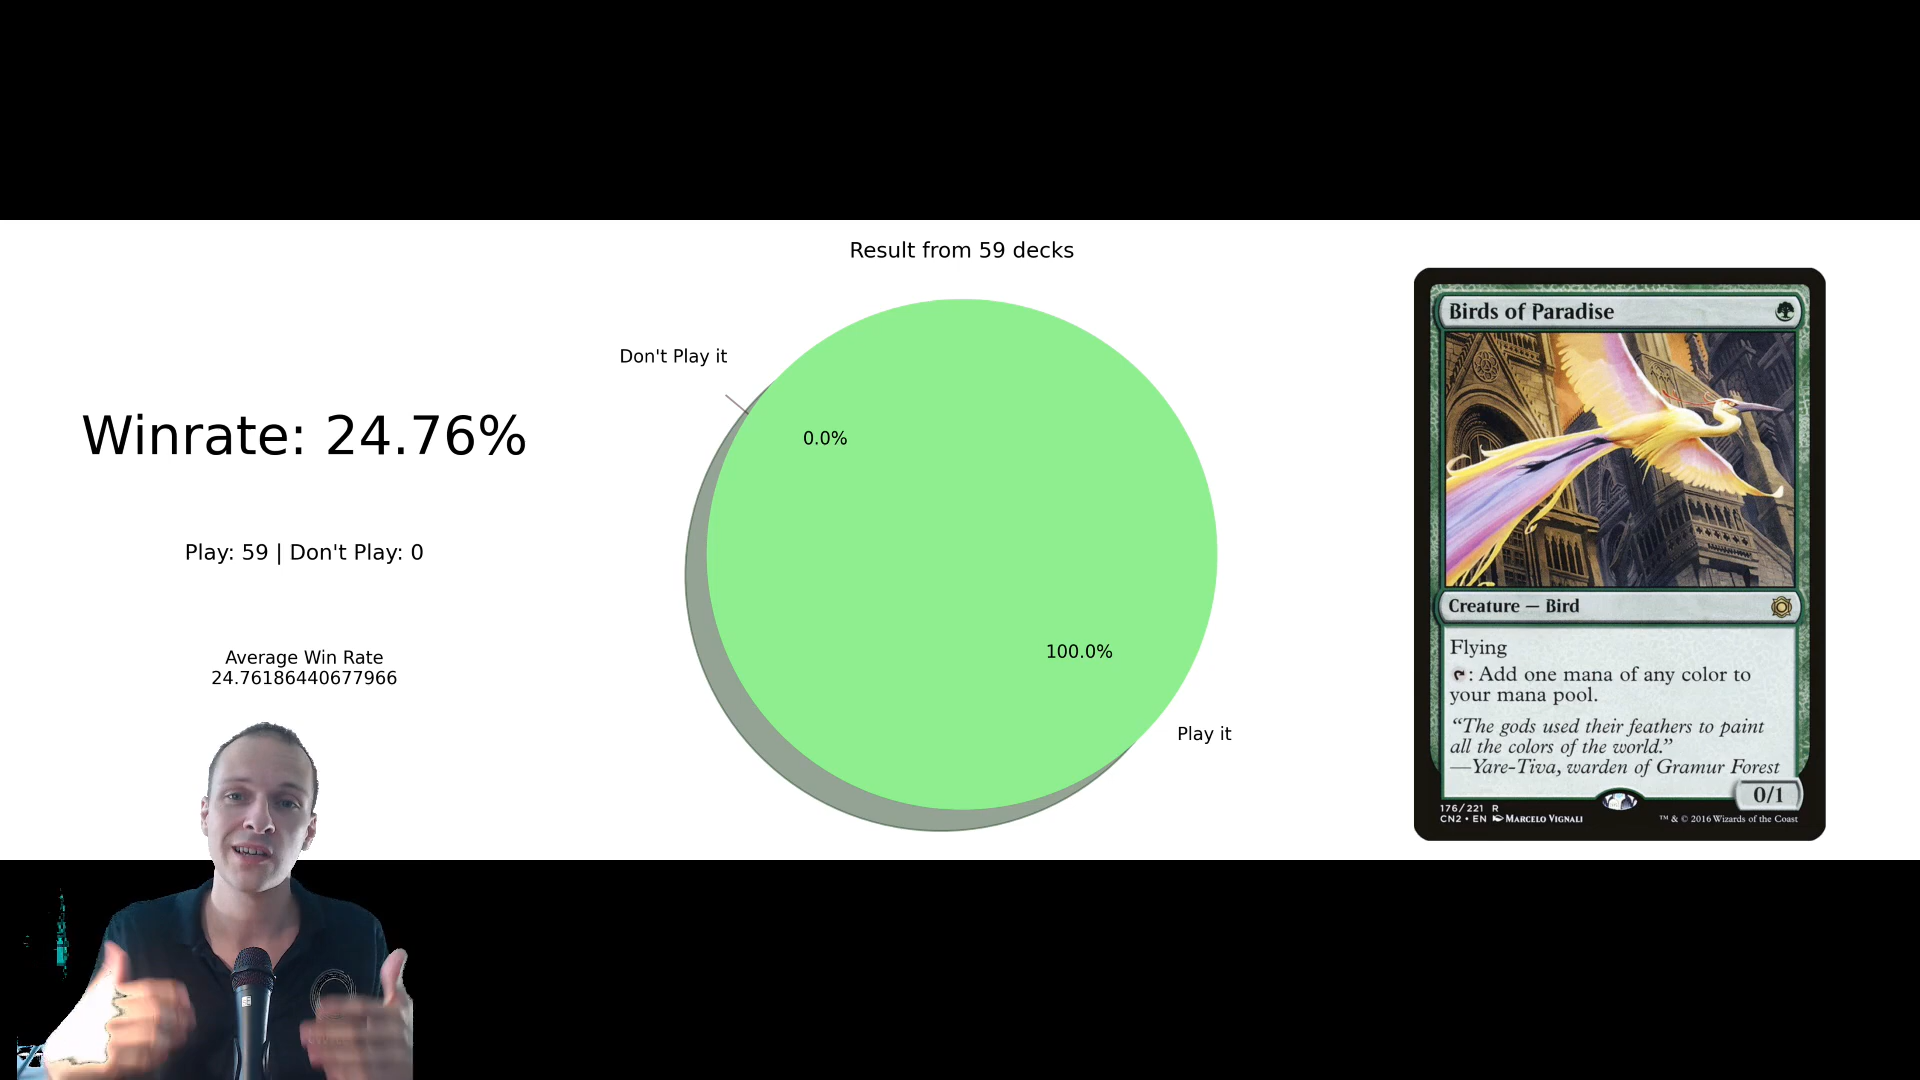 Result from 59 decks
Don't Play it
0.0%
100.0%
Play it
Winrate: 24.76%
Play: 59 | Don't Play: 0
Average Win Rate
24.76186440677966
Birds of Paradise
Creature — Bird
Flying
: Add one mana of any color to
your mana pool.
“The gods used their feathers to paint
all the colors of the world.”
—Yare-Tiva, warden of Gramur Forest
0/1
176/221 R
CN2 • EN MARCELO VIGNALI
™ & © 2016 Wizards of the Coast